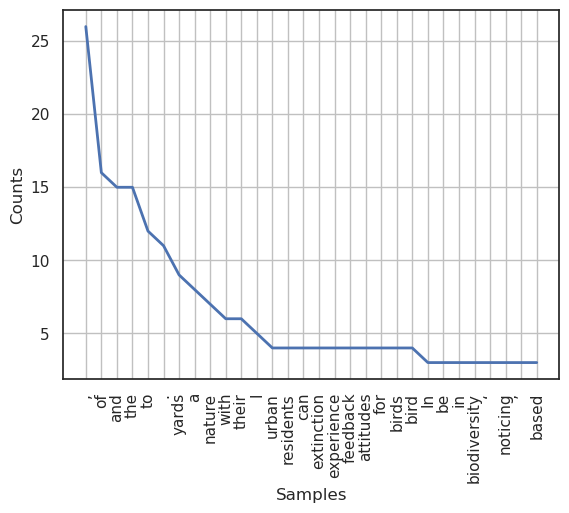 Counts
25
20
15
10
5
,
of
and
the
to
.
yards
a
nature
with
their
I
urban
residents
can
extinction
experience
feedback
attitudes
for
birds
bird
In
be
in
biodiversity
‘
noticing
’
based
Samples